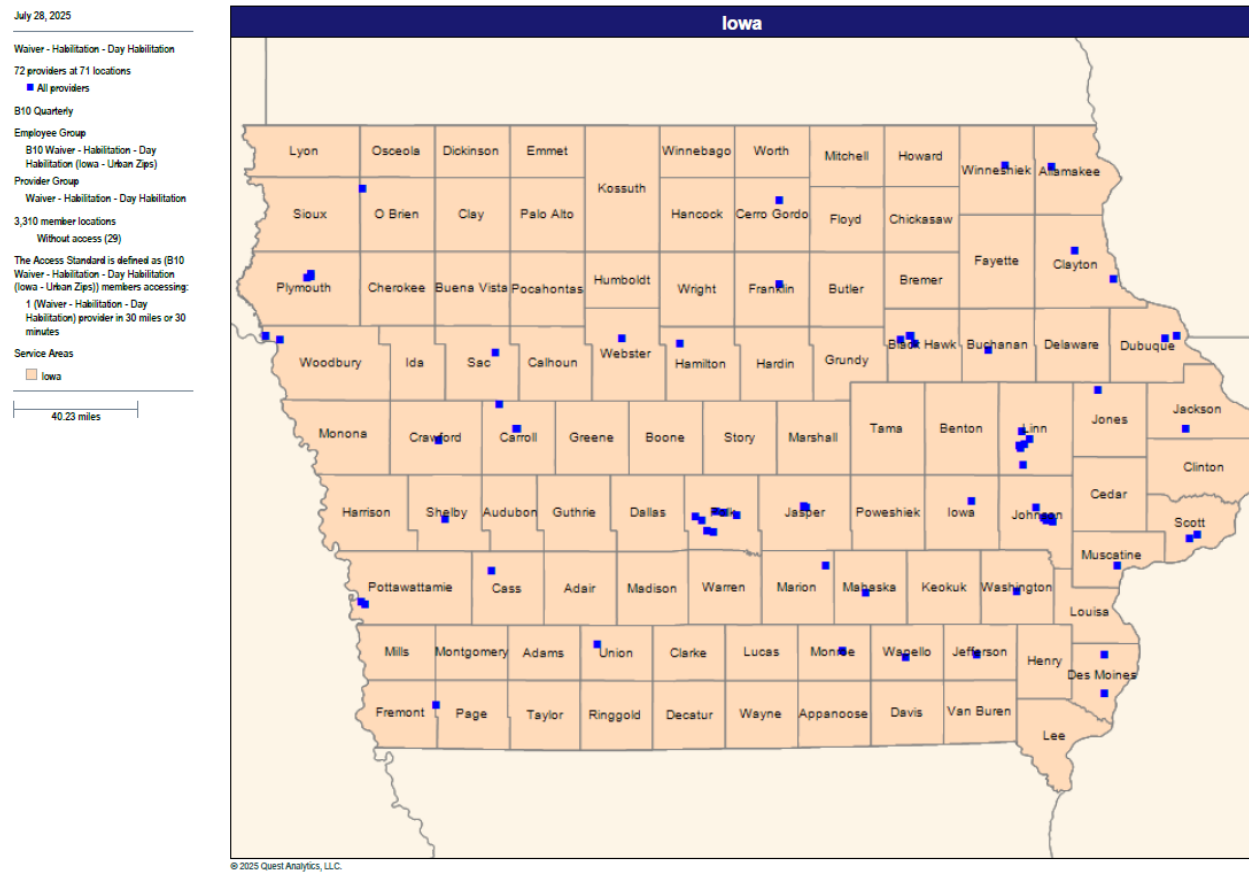 July 28, 2025
Waiver - Habilitation - Day Habilitation
72 providers at 71 locations
All providers
B10 Quarterly
Employee Group
B10 Waiver - Habilitation - Day
Habilitation (Iowa - Urban Zips)
Provider Group
Waiver - Habilitation - Day Habilitation
3,310 member locations
Without access (29)
The Access Standard is defined as (B10
Waiver - Habilitation - Day Habilitation
(Iowa - Urban Zips)) members accessing:
1 (Waiver - Habilitation - Day
Habilitation) provider in 30 miles or 30
minutes
Service Areas
Iowa
40.23 miles
Iowa
Lyon Osceola Dickinson Emmet Winnebago Worth Mitchell Howard Winneshiek Allamakee
Kossuth
Sioux O Brien Clay Palo Alto Hancock Cerro Gordo Floyd Chickasaw
Fayette Clayton
Plymouth Cherokee Buena Vista Pocahontas Humboldt Wright Franklin Butler Bremer
Woodbury Ida Sac Calhoun Webster Hamilton Hardin Grundy Black Hawk Buchanan Delaware Dubuque
Monona Crawford Carroll Greene Boone Story Marshall Tama Benton Linn Jones Jackson
Clinton
Harrison Shelby Audubon Guthrie Dallas Polk Jasper Poweshiek Iowa Johnson Cedar Scott
Muscatine
Pottawattamie Cass Adair Madison Warren Marion Mahaska Keokuk Washington
Louisa
Mills Montgomery Adams Union Clarke Lucas Monroe Wapello Jefferson Henry Des Moines
Fremont Page Taylor Ringgold Decatur Wayne Appanoose Davis Van Buren
Lee
© 2025 Quest Analytics, LLC.